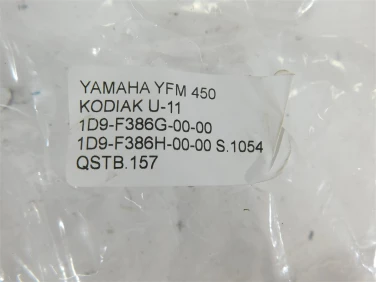 YAMAHA YFM 450
KODIAK U-11
1D9-F386G-00-00
1D9-F386H-00-00 S.1054
QSTB.157